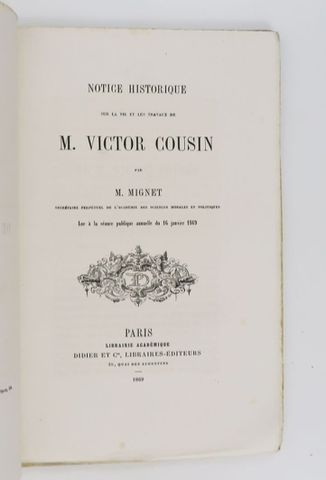 NOTICE HISTORIQUE
SUR LA VIE ET LES TRAVAUX DE
M. VICTOR COUSIN
PAR
M. MIGNET
SECRÉTAIRE PERPÉTUEL DE L'ACADÉMIE DES SCIENCES MORALES ET POLITIQUES
Lue à la séance publique annuelle du 16 janvier 1869
D
PARIS
LIBRAIRIE ACADÉMIQUE
DIDIER ET Cⁱᵉ, LIBRAIRES-ÉDITEURS
35, QUAI DES AUGUSTINS
1869